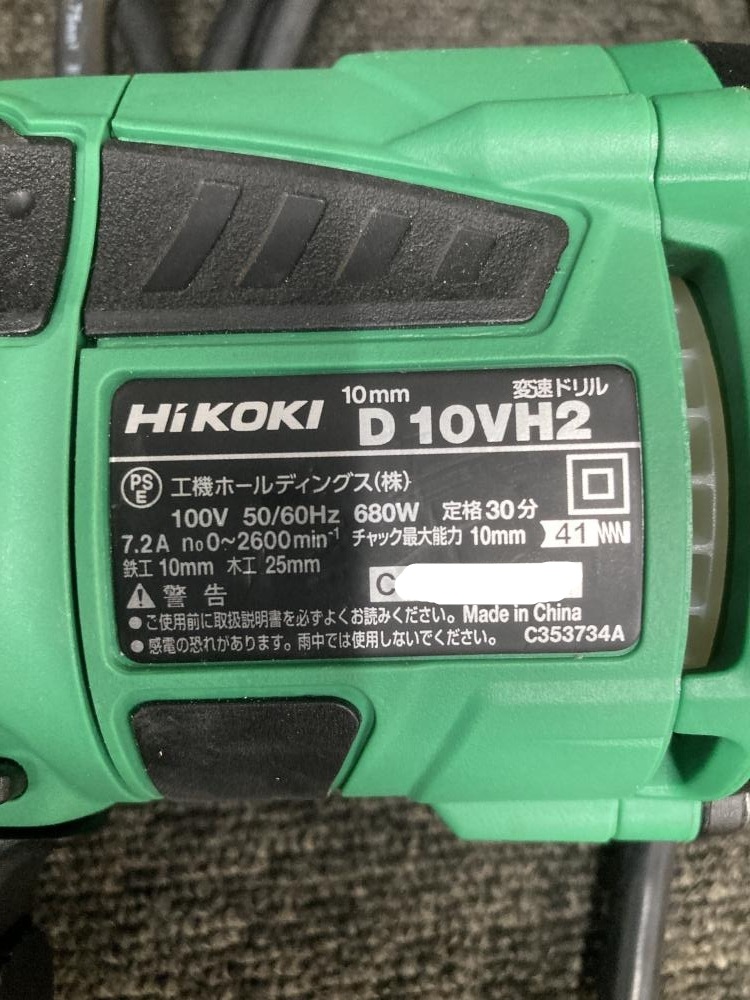 10mm 変速ドリル
HiKOKI D 10VH2
PS
E 工機ホールディングス(株)
100V 50/60Hz 680W 定格30分
7.2A n₀0~2600min⁻¹ チャック最大能力 10mm 41
鉄工 10mm 木工 25mm
C
警告
●ご使用前に取扱説明書を必ずよくお読みください。 Made in China
●感電の恐れがあります。雨中では使用しないでください。 C353734A